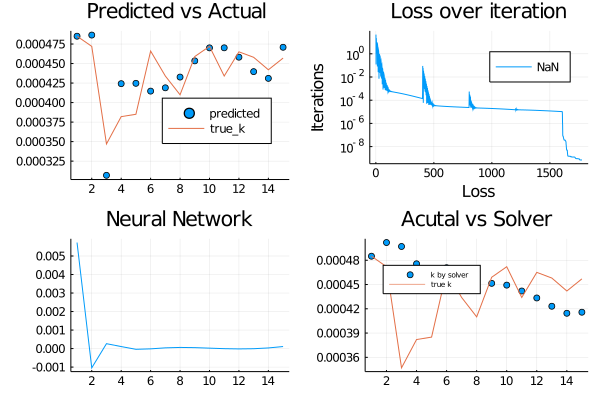 Predicted vs Actual
0.000475
0.000450
0.000425
0.000400
0.000375
0.000350
0.000325
predicted
true_k
2 4 6 8 10 12 14
Loss over iteration
Iterations
10^0
10^-2
10^-4
10^-6
10^-8
NaN
0 500 1000 1500
Loss
Neural Network
0.005
0.004
0.003
0.002
0.001
0.000
-0.001
2 4 6 8 10 12 14
Acutal vs Solver
0.00048
0.00045
0.00042
0.00039
0.00036
k by solver
true k
2 4 6 8 10 12 14